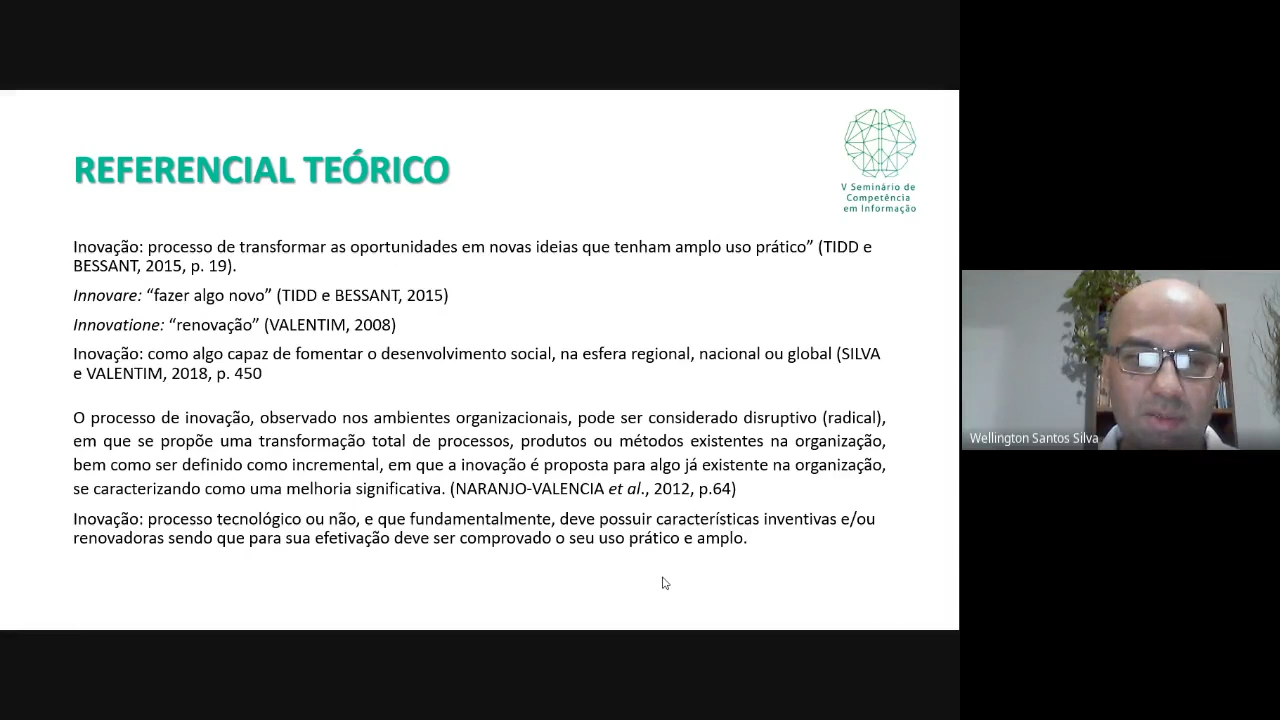 REFERENCIAL TEÓRICO
V Seminário de
Competência
em Informação
Inovação: processo de transformar as oportunidades em novas ideias que tenham amplo uso prático” (TIDD e
BESSANT, 2015, p. 19).
Innovare: “fazer algo novo” (TIDD e BESSANT, 2015)
Innovatione: “renovação” (VALENTIM, 2008)
Inovação: como algo capaz de fomentar o desenvolvimento social, na esfera regional, nacional ou global (SILVA
e VALENTIM, 2018, p. 450
O processo de inovação, observado nos ambientes organizacionais, pode ser considerado disruptivo (radical),
em que se propõe uma transformação total de processos, produtos ou métodos existentes na organização,
bem como ser definido como incremental, em que a inovação é proposta para algo já existente na organização,
se caracterizando como uma melhoria significativa. (NARANJO-VALENCIA et al., 2012, p.64)
Inovação: processo tecnológico ou não, e que fundamentalmente, deve possuir características inventivas e/ou
renovadoras sendo que para sua efetivação deve ser comprovado o seu uso prático e amplo.
Wellington Santos Silva